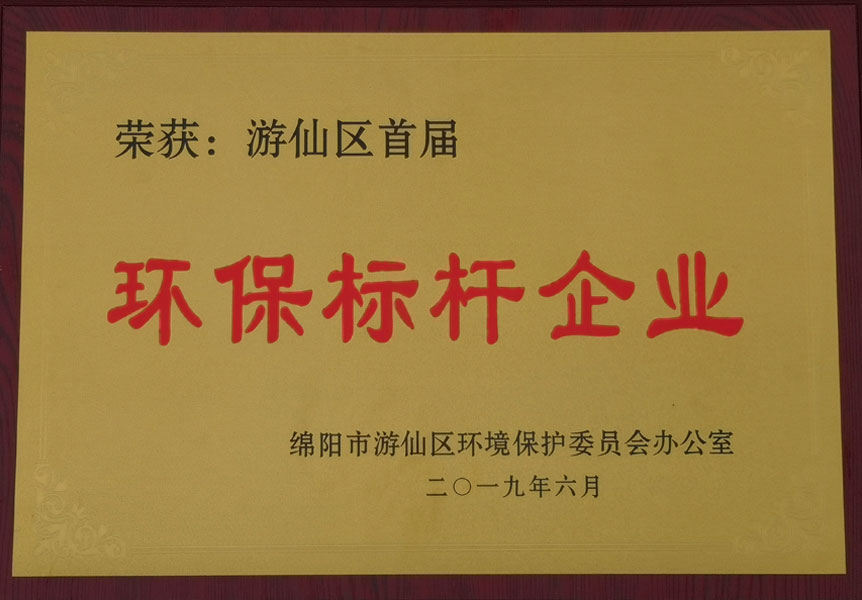 荣获：游仙区首届
环保标杆企业
绵阳市游仙区环境保护委员会办公室
二〇一九年六月